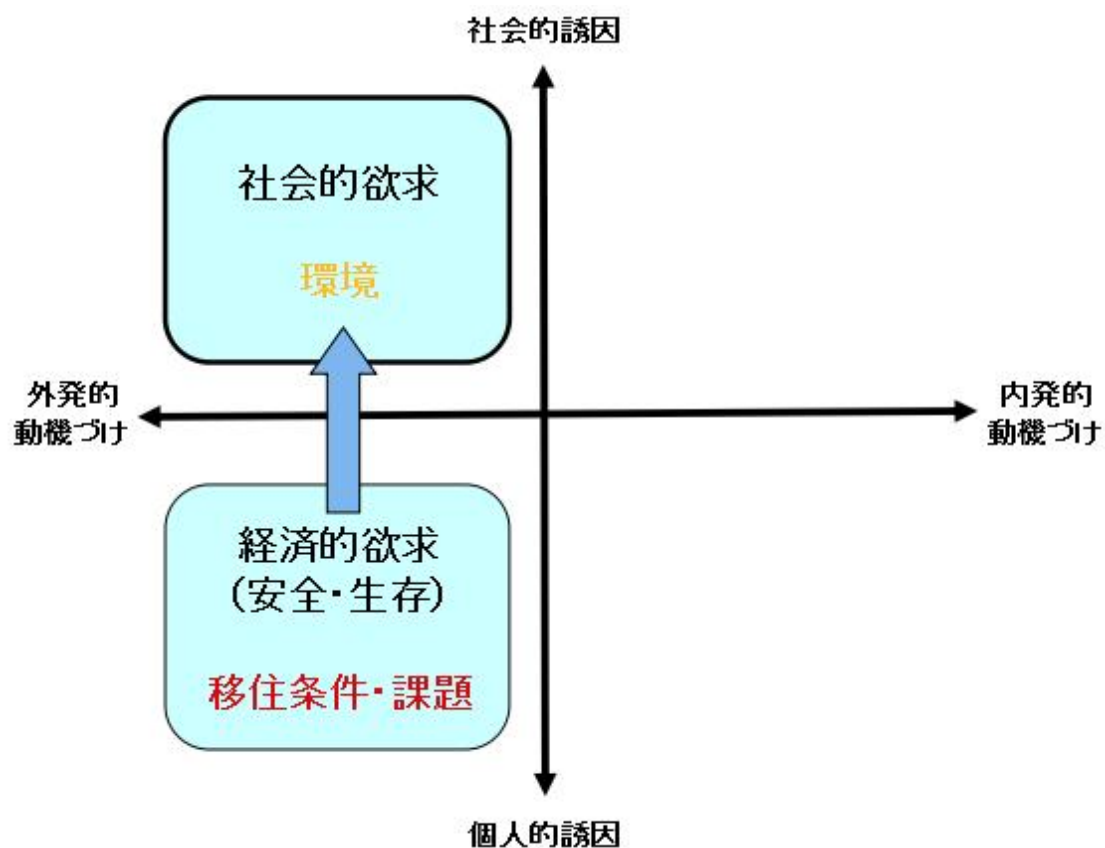 社会的誘因
社会的欲求
環境
外発的
動機づけ
内発的
動機づけ
経済的欲求
(安全・生存)
移住条件・課題
個人的誘因